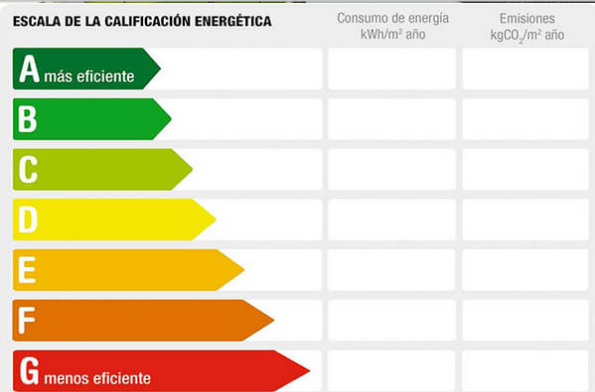 ESCALA DE LA CALIFICACIÓN ENERGÉTICA
Consumo de energía
kWh/m² año
Emisiones
kgCO₂/m² año
A más eficiente
B
C
D
E
F
G menos eficiente